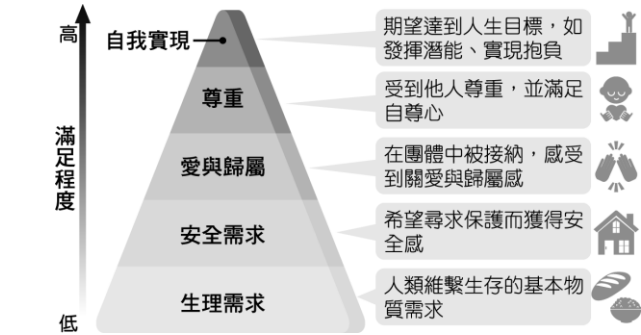 高
自我實現
期望達到人生目標，如
發揮潛能、實現抱負
尊重
受到他人尊重，並滿足
自尊心
滿足程度
愛與歸屬
在團體中被接納，感受
到關愛與歸屬感
安全需求
希望尋求保護而獲得安
全感
生理需求
人類維繫生存的基本物
質需求
低